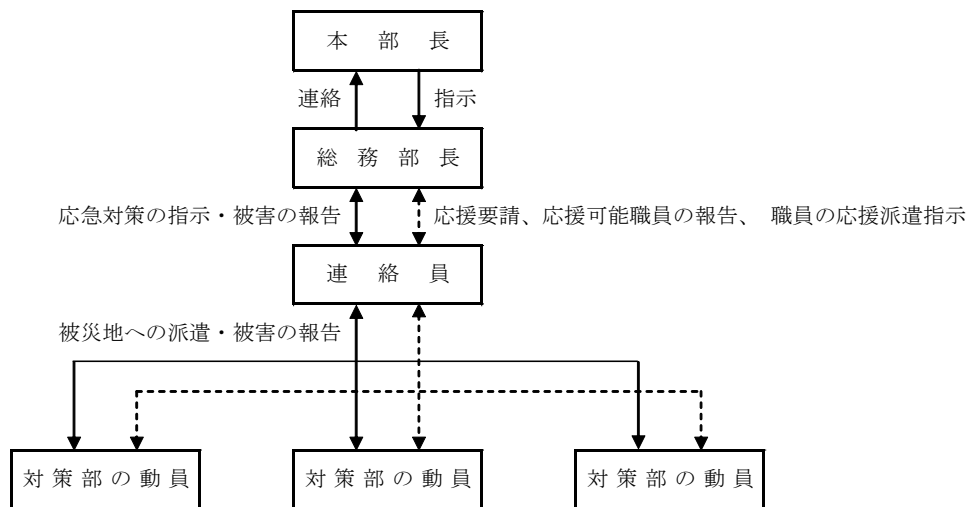 本部長
連絡
指示
総務部長
応急対策の指示・被害の報告
応援要請、応援可能職員の報告、 職員の応援派遣指示
連絡員
被災地への派遣・被害の報告
対策部の動員
対策部の動員
対策部の動員